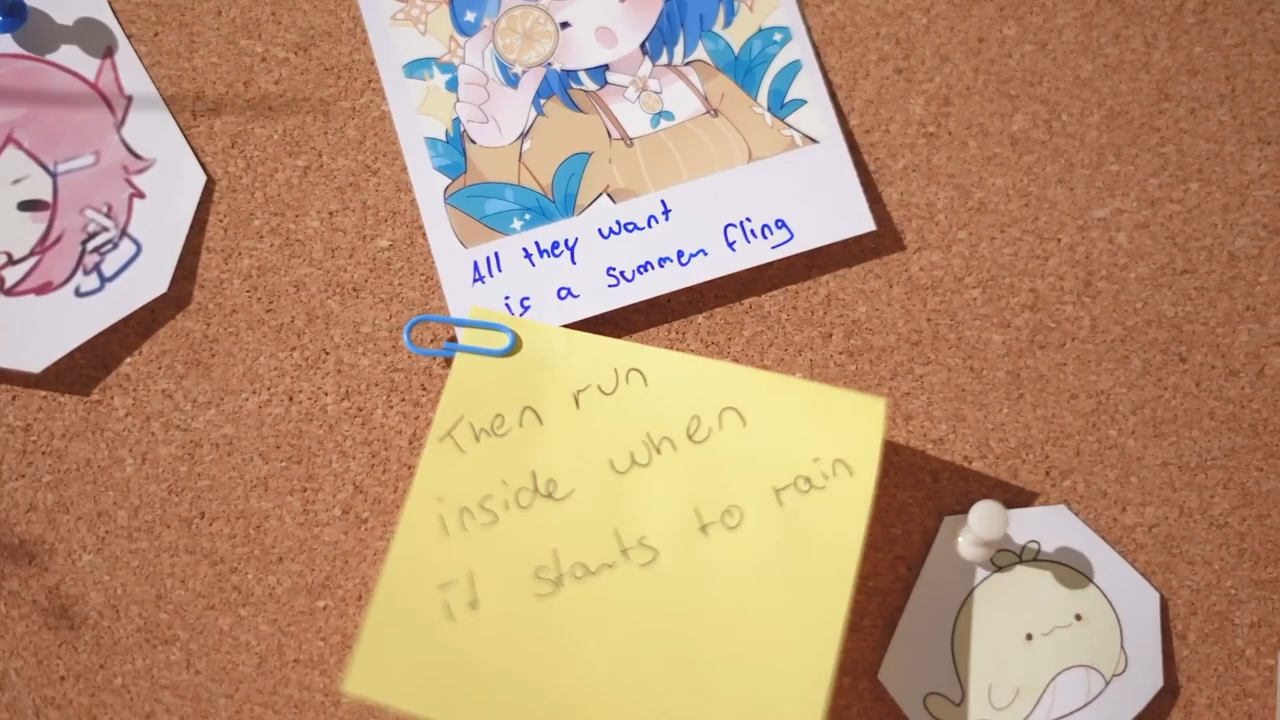 All they want
is a summer fling
Then run
inside when
it starts to rain